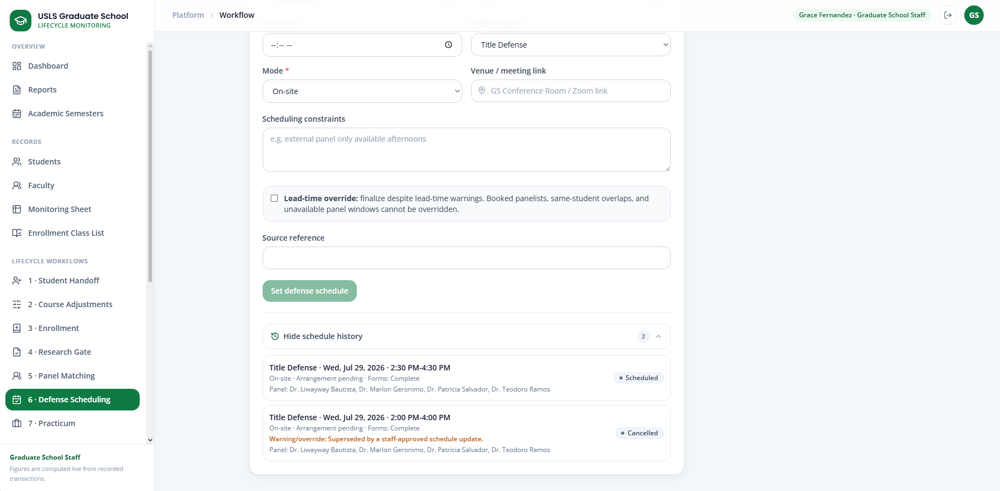 USLS Graduate School
LIFECYCLE MONITORING
Platform
Workflow
Grace Fernandez · Graduate School Staff
GS
OVERVIEW
Dashboard
Reports
Academic Semesters
RECORDS
Students
Faculty
Monitoring Sheet
Enrollment Class List
LIFECYCLE WORKFLOWS
1 · Student Handoff
2 · Course Adjustments
3 · Enrollment
4 · Research Gate
5 · Panel Matching
6 · Defense Scheduling
7 · Practicum
Graduate School Staff
Figures are computed live from recorded
transactions.
--:-- --
Title Defense
Mode *
Venue / meeting link
On-site
GS Conference Room / Zoom link
Scheduling constraints
e.g. external panel only available afternoons
Lead-time override: finalize despite lead-time warnings. Booked panelists, same-student overlaps, and
unavailable panel windows cannot be overridden.
Source reference
Set defense schedule
Hide schedule history
2
Title Defense · Wed, Jul 29, 2026 · 2:30 PM-4:30 PM
On-site · Arrangement pending · Forms: Complete
Panel: Dr. Liwayway Bautista, Dr. Marlon Geronimo, Dr. Patricia Salvador, Dr. Teodoro Ramos
Scheduled
Title Defense · Wed, Jul 29, 2026 · 2:00 PM-4:00 PM
On-site · Arrangement pending · Forms: Complete
Warning/override: Superseded by a staff-approved schedule update.
Panel: Dr. Liwayway Bautista, Dr. Marlon Geronimo, Dr. Patricia Salvador, Dr. Teodoro Ramos
Cancelled